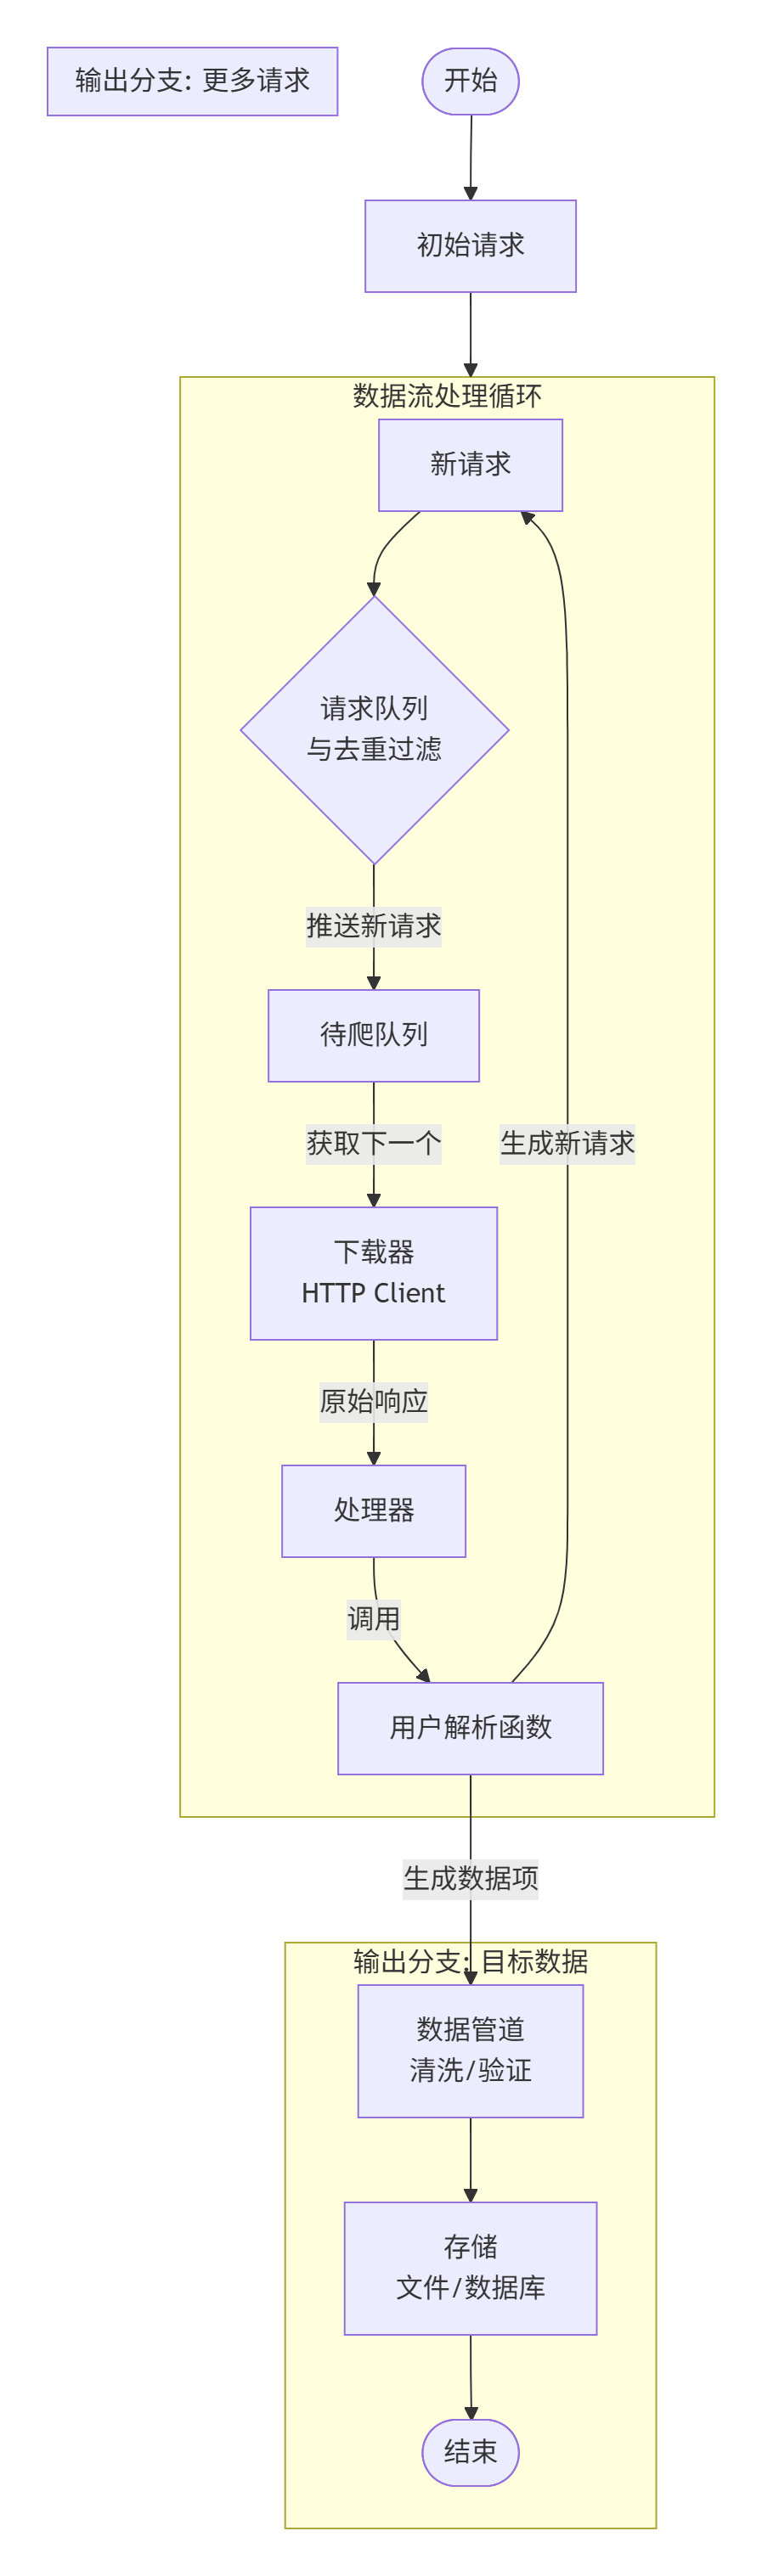 输出分支: 更多请求
开始
初始请求
数据流处理循环
新请求
请求队列
与去重过滤
推送新请求
待爬队列
获取下一个
生成新请求
下载器
HTTP Client
原始响应
处理器
调用
用户解析函数
生成数据项
输出分支: 目标数据
数据管道
清洗/验证
存储
文件/数据库
结束